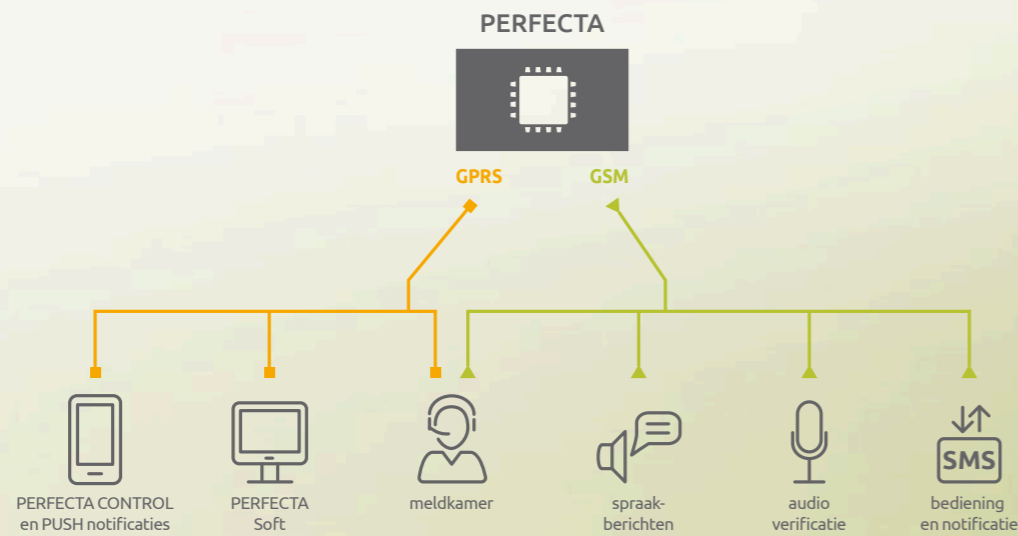 PERFECTA
GPRS
GSM
PERFECTA CONTROL
en PUSH notificaties
PERFECTA
Soft
meldkamer
spraak-
berichten
audio
verificatie
SMS
bediening
en notificatie